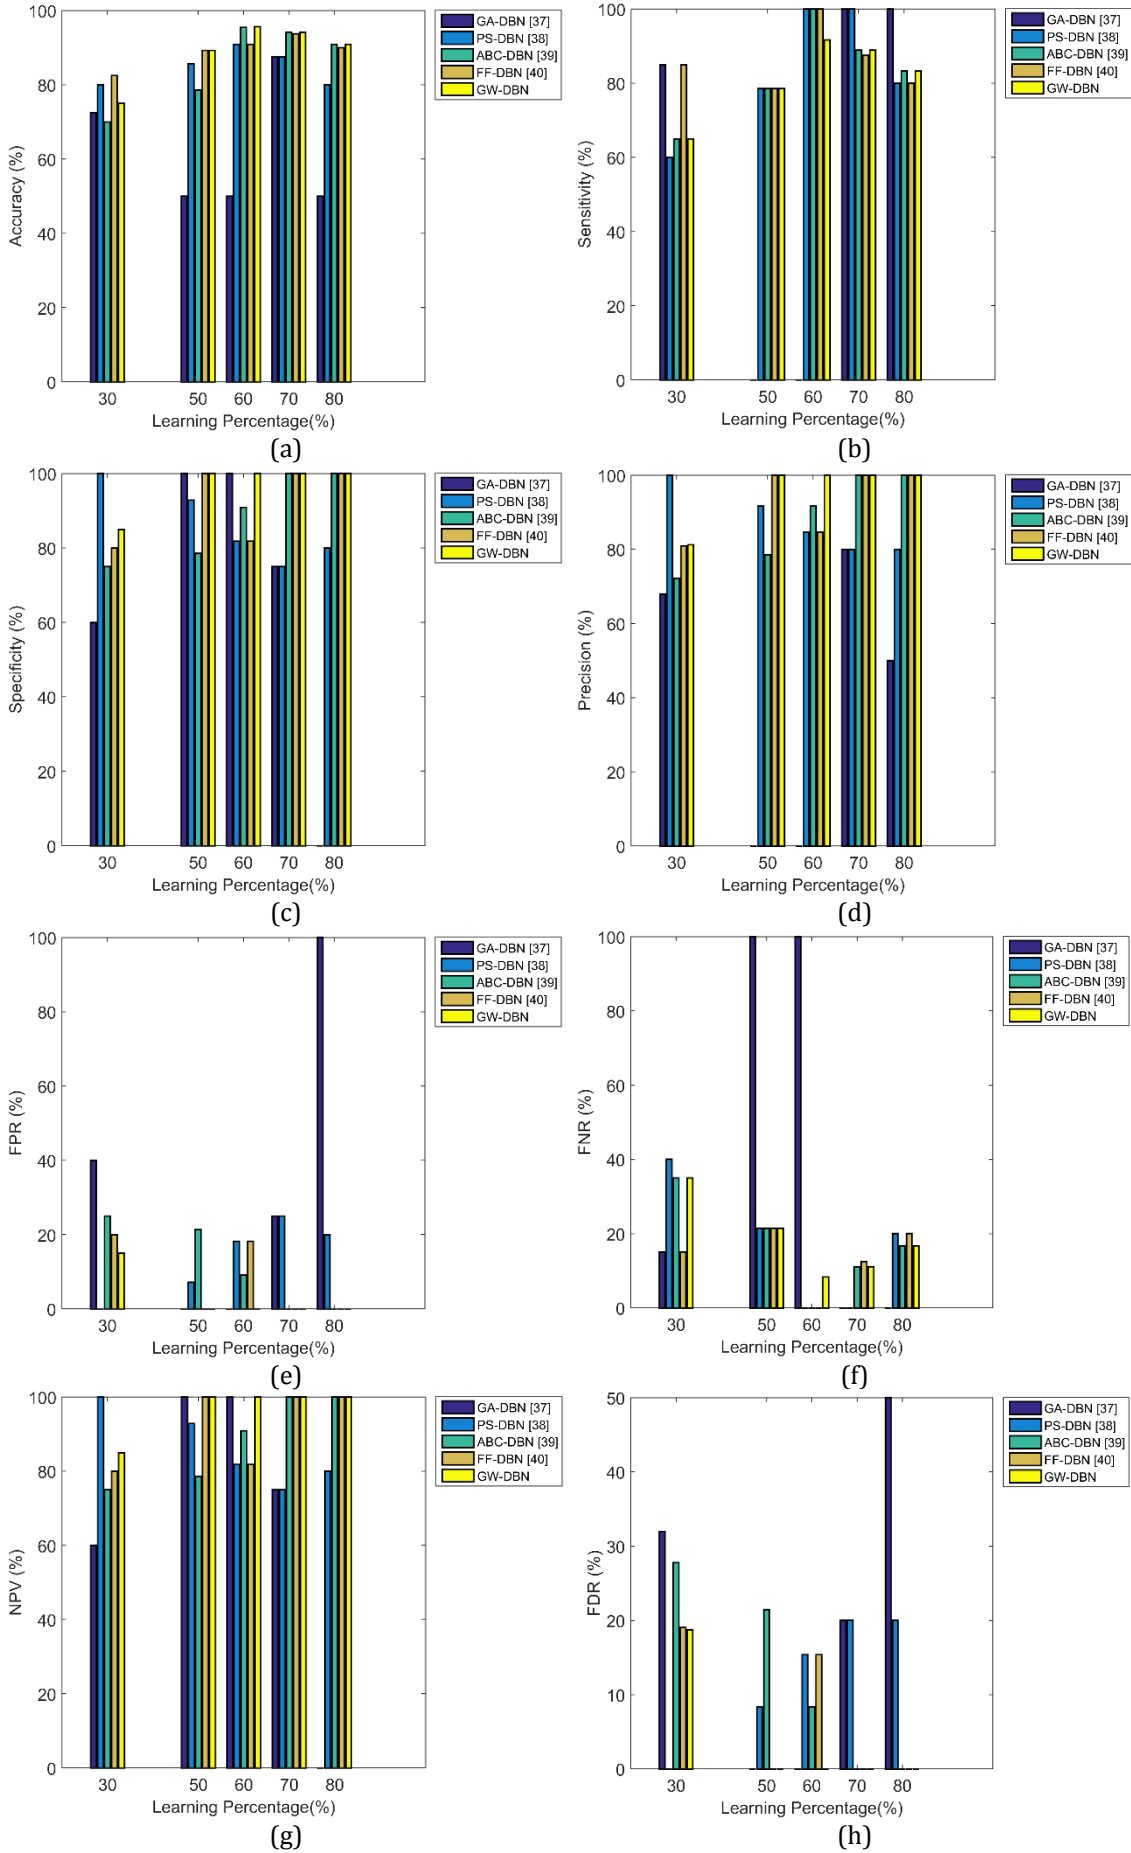 100
80
60
40
20
0
Accuracy (%)
30 50 60 70 80
Learning Percentage(%)
GA-DBN [37]
PS-DBN [38]
ABC-DBN [39]
FF-DBN [40]
GW-DBN
(a)
100
80
60
40
20
0
Sensitivity (%)
30 50 60 70 80
Learning Percentage(%)
GA-DBN [37]
PS-DBN [38]
ABC-DBN [39]
FF-DBN [40]
GW-DBN
(b)
100
80
60
40
20
0
Specificity (%)
30 50 60 70 80
Learning Percentage(%)
GA-DBN [37]
PS-DBN [38]
ABC-DBN [39]
FF-DBN [40]
GW-DBN
(c)
100
80
60
40
20
0
Precision (%)
30 50 60 70 80
Learning Percentage(%)
GA-DBN [37]
PS-DBN [38]
ABC-DBN [39]
FF-DBN [40]
GW-DBN
(d)
100
80
60
40
20
0
FPR (%)
30 50 60 70 80
Learning Percentage(%)
GA-DBN [37]
PS-DBN [38]
ABC-DBN [39]
FF-DBN [40]
GW-DBN
(e)
100
80
60
40
20
0
FNR (%)
30 50 60 70 80
Learning Percentage(%)
GA-DBN [37]
PS-DBN [38]
ABC-DBN [39]
FF-DBN [40]
GW-DBN
(f)
100
80
60
40
20
0
NPV (%)
30 50 60 70 80
Learning Percentage(%)
GA-DBN [37]
PS-DBN [38]
ABC-DBN [39]
FF-DBN [40]
GW-DBN
(g)
50
40
30
20
10
0
FDR (%)
30 50 60 70 80
Learning Percentage(%)
GA-DBN [37]
PS-DBN [38]
ABC-DBN [39]
FF-DBN [40]
GW-DBN
(h)